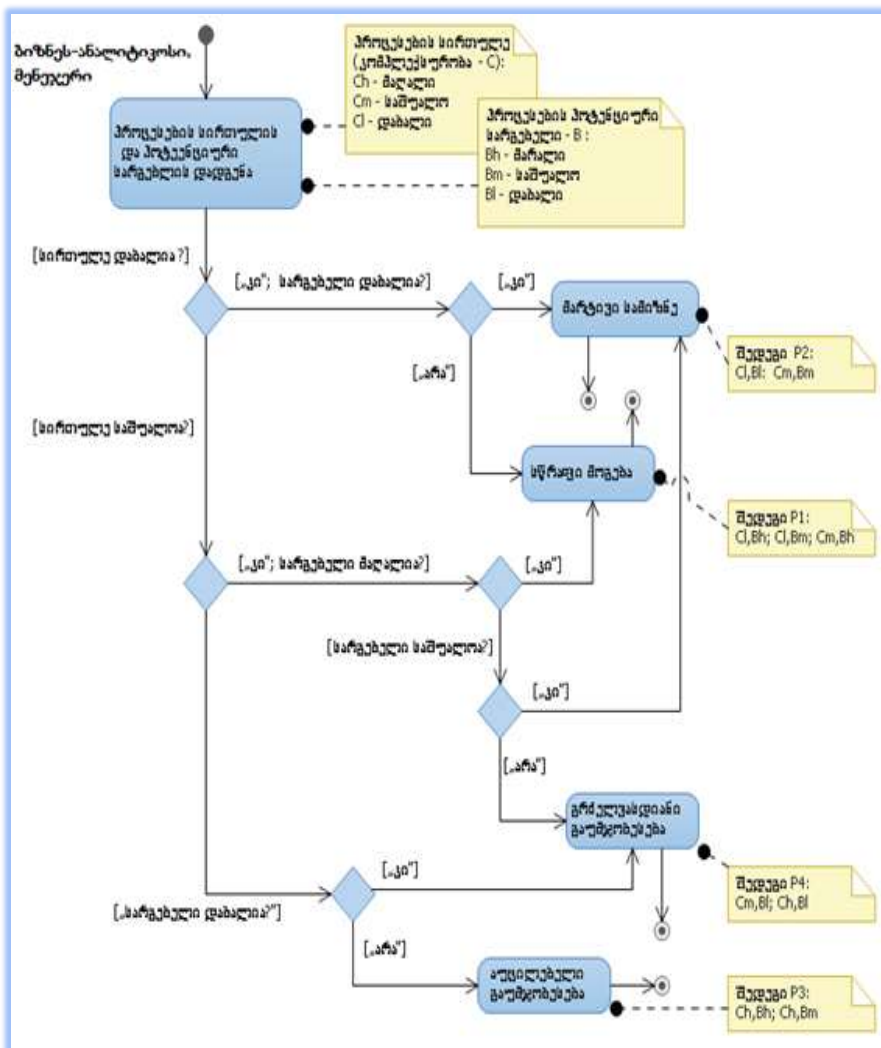 ბიზნეს-ანალიტიკოსი,
მენეჯერი
პროცესების სირთულე
(კომპლექსურობა - C):
Ch - მაღალი
Cm - საშუალო
Cl - დაბალი
პროცესების პოტენციური
სარგებელი - B :
Bh - მარალი
Bm - საშუალო
Bl - დაბალი
პროცესების სირთულის
და პოტეენციური
სარგებლის დადგენა
[სირთულე დაბალია ?]
[„კი"; სარგებელი დაბალია?]
[„კი"]
მარტივი სამიზნე
შედეგი P2:
Cl,Bl: Cm,Bm
[„არა"]
[სირთულე საშუალოა?]
სწრაფი მოგება
შედეგი P1:
Cl,Bh; Cl,Bm; Cm,Bh
[„კი"; სარგებელი მაღალია?]
[„კი"]
[სარგებელი საშუალოა?]
[„კი"]
[„არა"]
გრძელვასდიანი
გაუმჯობესება
[„კი"]
შედეგი P4:
Cm,Bl; Ch,Bl
[„სარგებელი დაბალია?"]
[„არა"]
აუცილებელი
გაუმჯობესება
შედეგი P3:
Ch,Bh; Ch,Bm